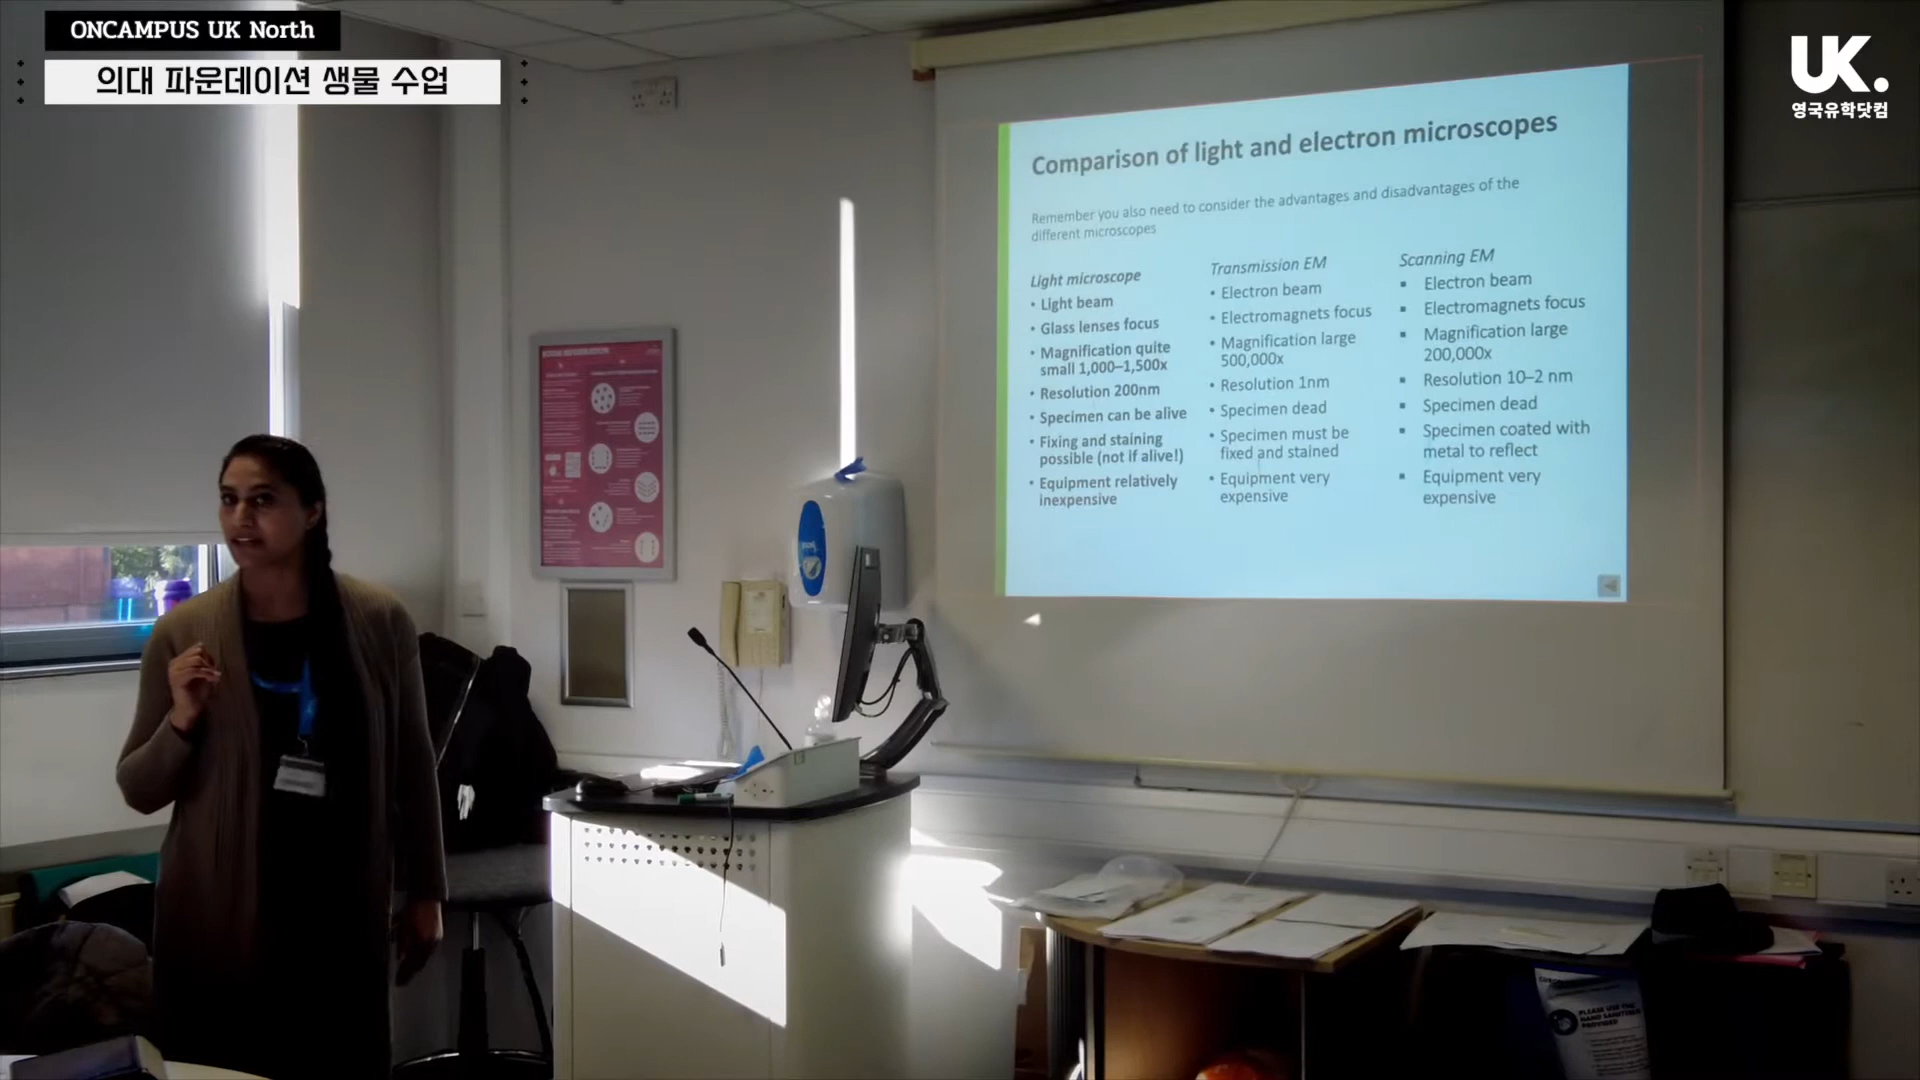 ONCAMPUS UK North
의대 파운데이션 생물 수업
UK.
영국유학닷컴
Comparison of light and electron microscopes
Remember you also need to consider the advantages and disadvantages of the
different microscopes
Light microscope
• Light beam
• Glass lenses focus
• Magnification quite
small 1,000–1,500x
• Resolution 200nm
• Specimen can be alive
• Fixing and staining
possible (not if alive!)
• Equipment relatively
inexpensive
Transmission EM
• Electron beam
• Electromagnets focus
• Magnification large
500,000x
• Resolution 1nm
• Specimen dead
• Specimen must be
fixed and stained
• Equipment very
expensive
Scanning EM
▪ Electron beam
▪ Electromagnets focus
▪ Magnification large
200,000x
▪ Resolution 10–2 nm
▪ Specimen dead
▪ Specimen coated with
metal to reflect
▪ Equipment very
expensive
PLEASE USE THE
HAND SANITISER
PROVIDED